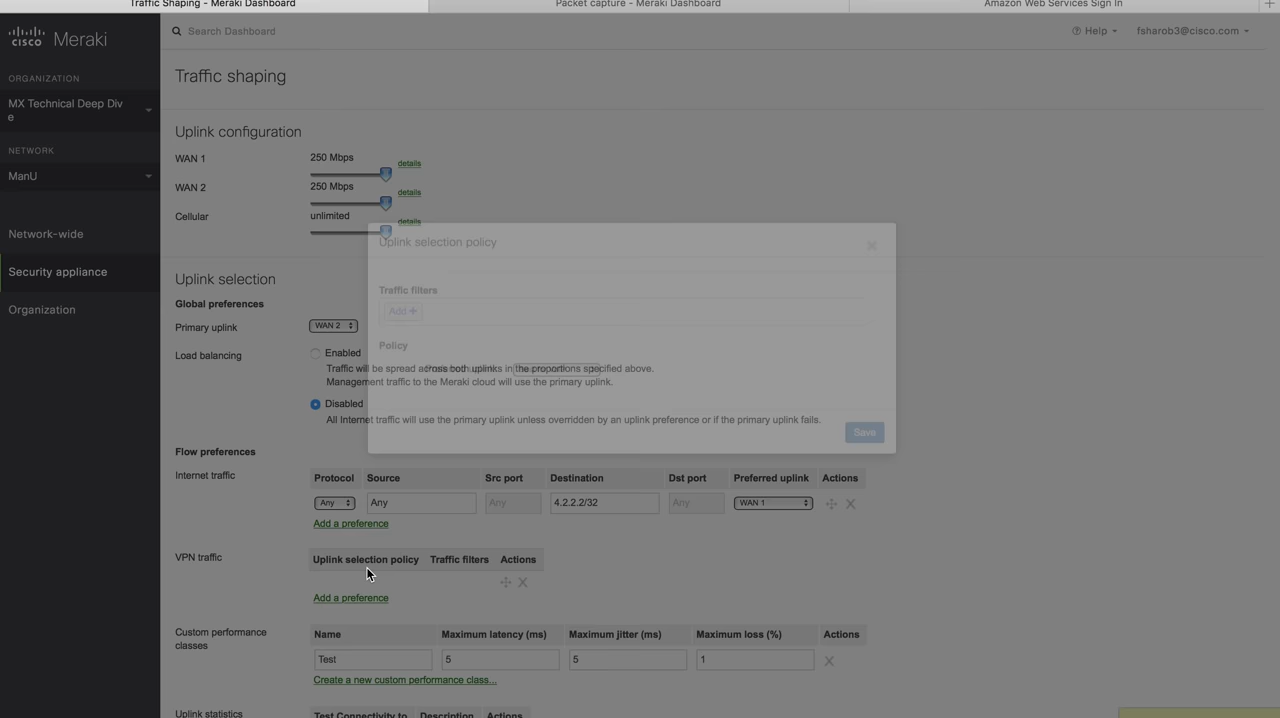 Traffic Shaping - Meraki Dashboard
Packet capture - Meraki Dashboard
Amazon Web Services Sign In
CISCO Meraki
Search Dashboard
Help
fsharob3@cisco.com
ORGANIZATION
MX Technical Deep Div
e
NETWORK
ManU
Network-wide
Security appliance
Organization
Traffic shaping
Uplink configuration
WAN 1
250 Mbps
details
WAN 2
250 Mbps
details
Cellular
unlimited
details
Uplink selection policy
Traffic filters
Add +
Policy
Save
Uplink selection
Global preferences
Primary uplink
WAN 2
Load balancing
Enabled
Traffic will be spread across both uplinks in the proportions specified above.
Management traffic to the Meraki cloud will use the primary uplink.
Disabled
All Internet traffic will use the primary uplink unless overridden by an uplink preference or if the primary uplink fails.
Flow preferences
Internet traffic
Protocol Source Src port Destination Dst port Preferred uplink Actions
Any Any Any 4.2.2.2/32 Any WAN 1
Add a preference
VPN traffic
Uplink selection policy Traffic filters Actions
Add a preference
Custom performance
classes
Name Maximum latency (ms) Maximum jitter (ms) Maximum loss (%) Actions
Test 5 5 1
Create a new custom performance class...
Uplink statistics
Test Connectivity to Description Actions